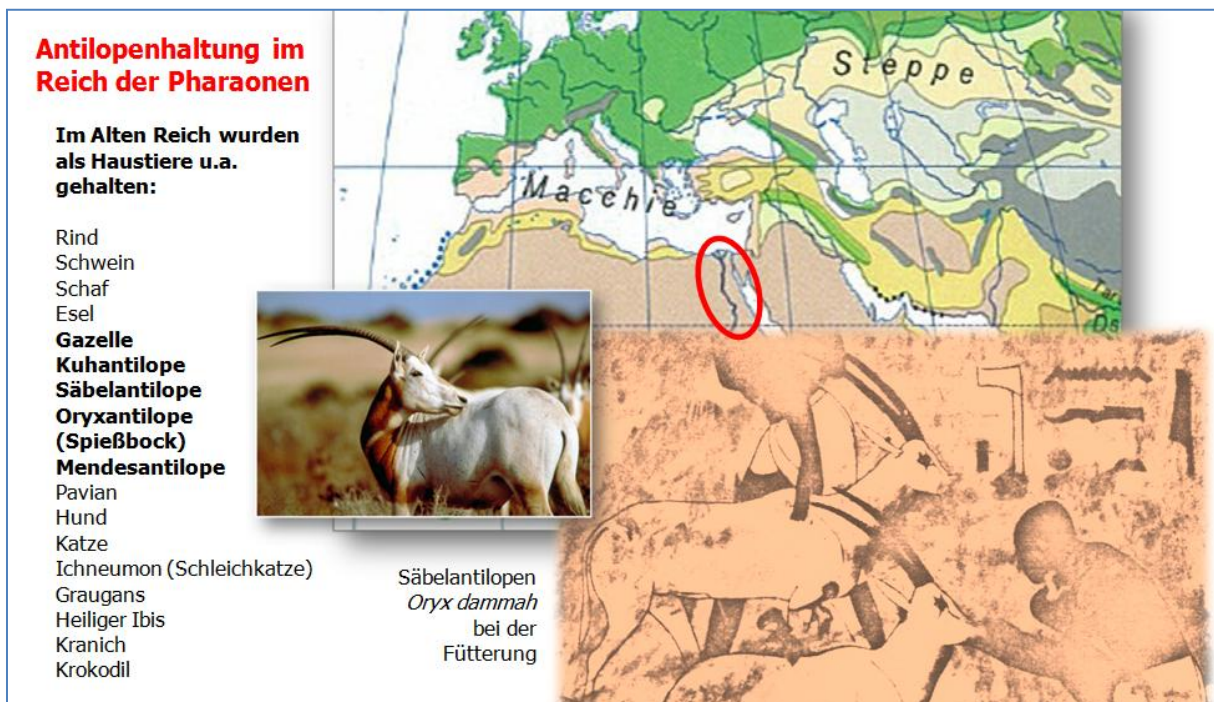 Antilopenhaltung im
Reich der Pharaonen
Im Alten Reich wurden
als Haustiere u.a.
gehalten:
Rind
Schwein
Schaf
Esel
Gazelle
Kuhantilope
Säbelantilope
Oryxantilope
(Spießbock)
Mendesantilope
Pavian
Hund
Katze
Ichneumon (Schleichkatze)
Graugans
Heiliger Ibis
Kranich
Krokodil
Steppe
Macchie
Säbelantilopen
Oryx dammah
bei der
Fütterung